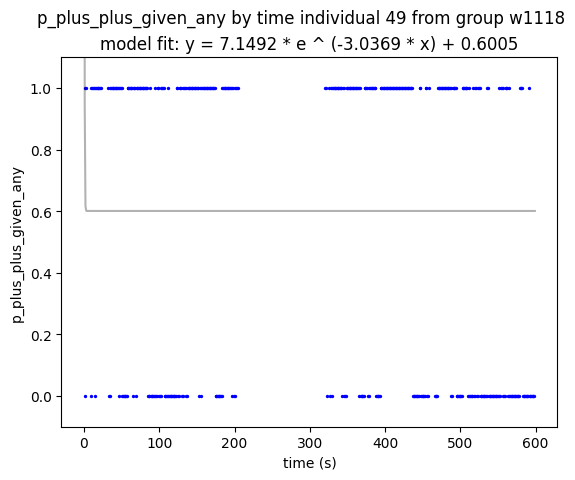 p_plus_plus_given_any by time individual 49 from group w1118
model fit: y = 7.1492 * e ^ (-3.0369 * x) + 0.6005
1.0
0.8
0.6
0.4
0.2
0.0
p_plus_plus_given_any
0 100 200 300 400 500 600
time (s)